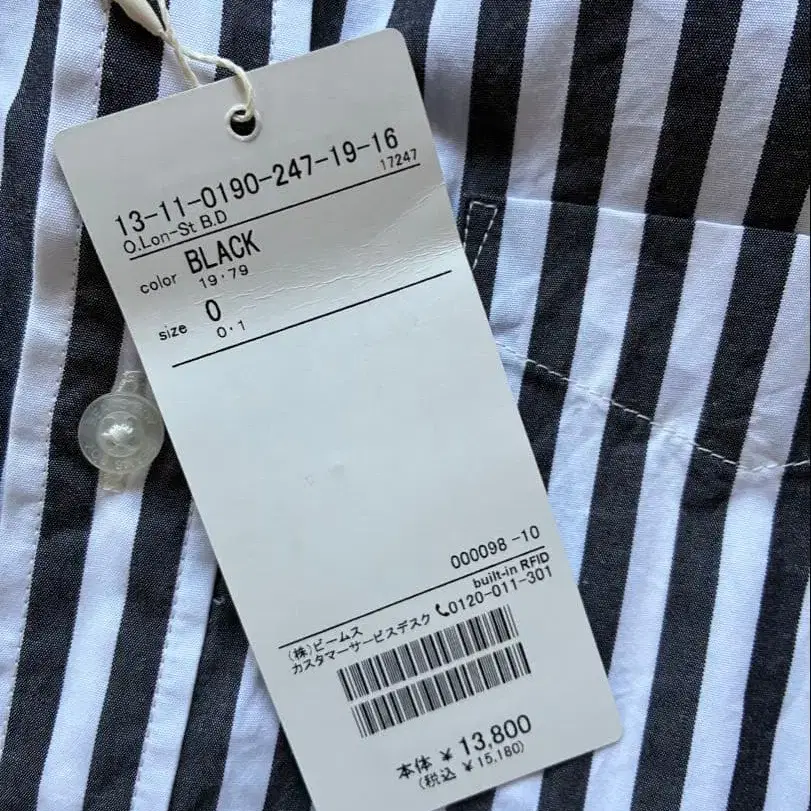 13-11-0190-247-19-16
O.Lon-St B.D 17247
color BLACK
19・79
size 0
0・1
000098 -10
built-in RFID
(株)ビームス
カスタマーサービスデスク 0120-011-301
本体 ¥ 13,800
(税込 ¥ 15,180)